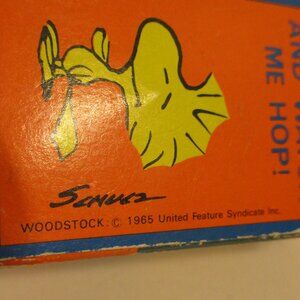 AND
ME HOP!
SCHULZ
WOODSTOCK: © 1965 United Feature Syndicate Inc.